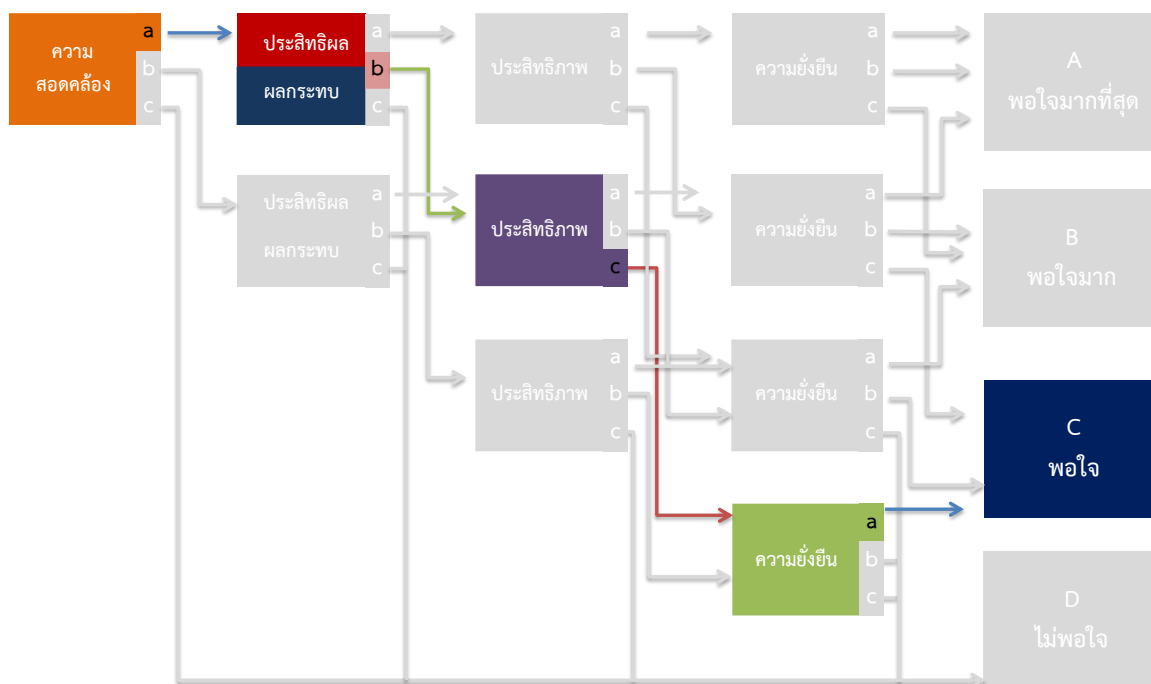 ความ
สอดคล้อง
a
b
c
ประสิทธิผล
ผลกระทบ
a
b
c
ประสิทธิภาพ
a
b
c
ความยั่งยืน
a
b
c
A
พอใจมากที่สุด
ประสิทธิผล
ผลกระทบ
a
b
c
ประสิทธิภาพ
a
b
c
ความยั่งยืน
a
b
c
B
พอใจมาก
ประสิทธิภาพ
a
b
c
ความยั่งยืน
a
b
c
C
พอใจ
ความยั่งยืน
a
b
c
D
ไม่พอใจ